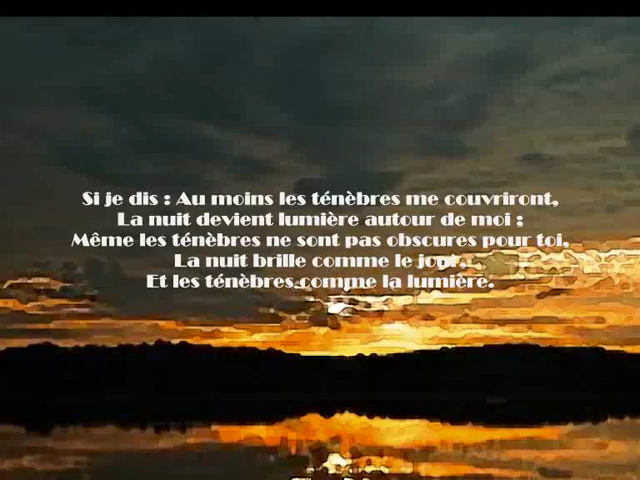 Si je dis : Au moins les ténèbres me couvriront,
La nuit devient lumière autour de moi ;
Même les ténèbres ne sont pas obscures pour toi,
La nuit brille comme le jour,
Et les ténèbres comme la lumière.